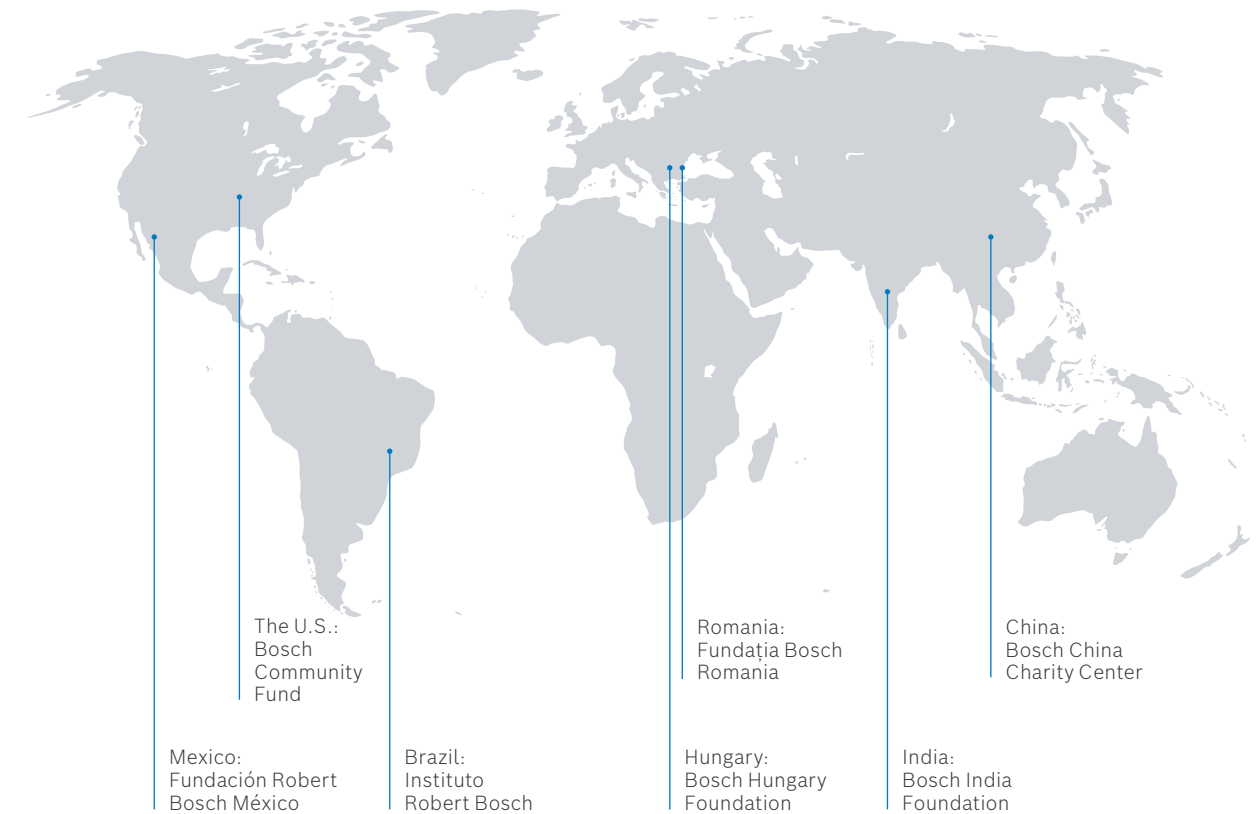 The U.S.:
Bosch
Community
Fund
Romania:
Fundația Bosch
Romania
China:
Bosch China
Charity Center
Mexico:
Fundación Robert
Bosch México
Brazil:
Instituto
Robert Bosch
Hungary:
Bosch Hungary
Foundation
India:
Bosch India
Foundation